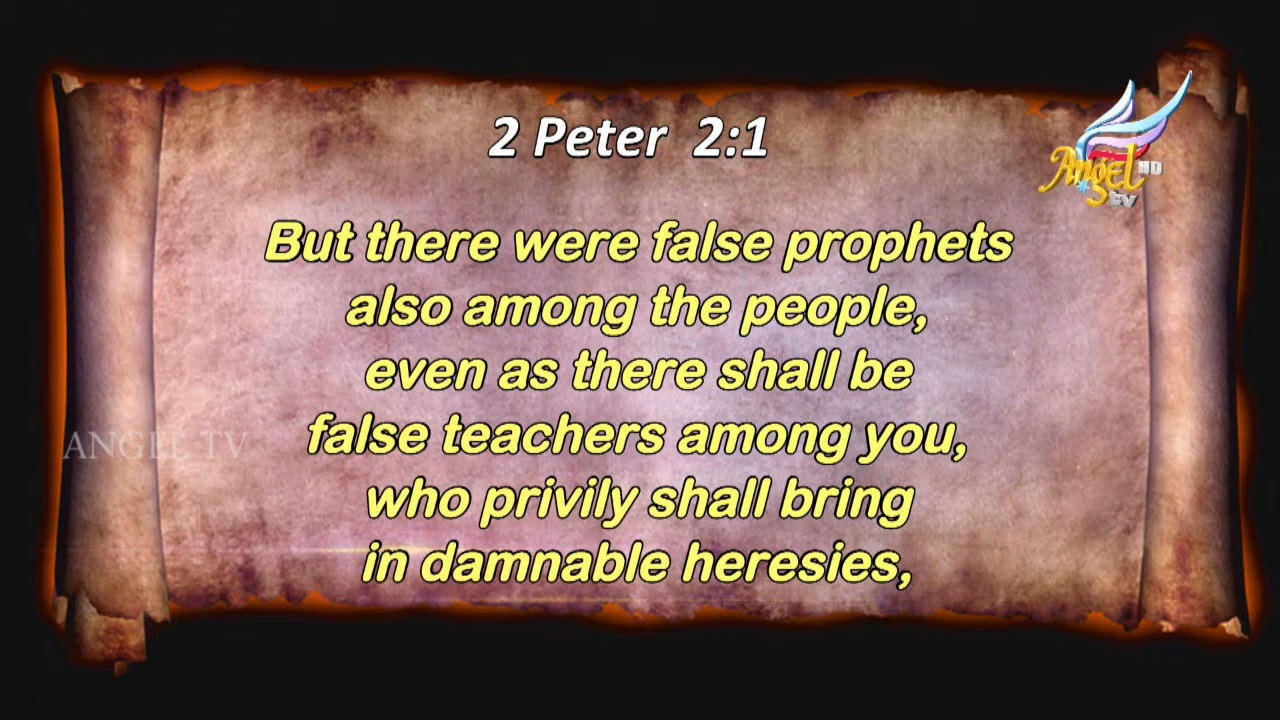 2 Peter 2:1
Angel HD
tv
But there were false prophets
also among the people,
even as there shall be
false teachers among you,
ANGEL TV
who privily shall bring
in damnable heresies,